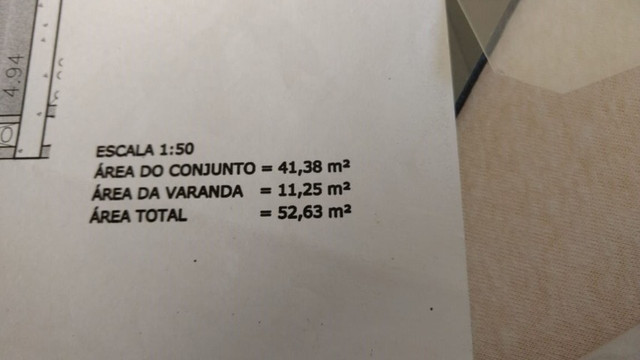 4.94
ESCALA 1:50
ÁREA DO CONJUNTO = 41,38 m²
ÁREA DA VARANDA = 11,25 m²
ÁREA TOTAL = 52,63 m²